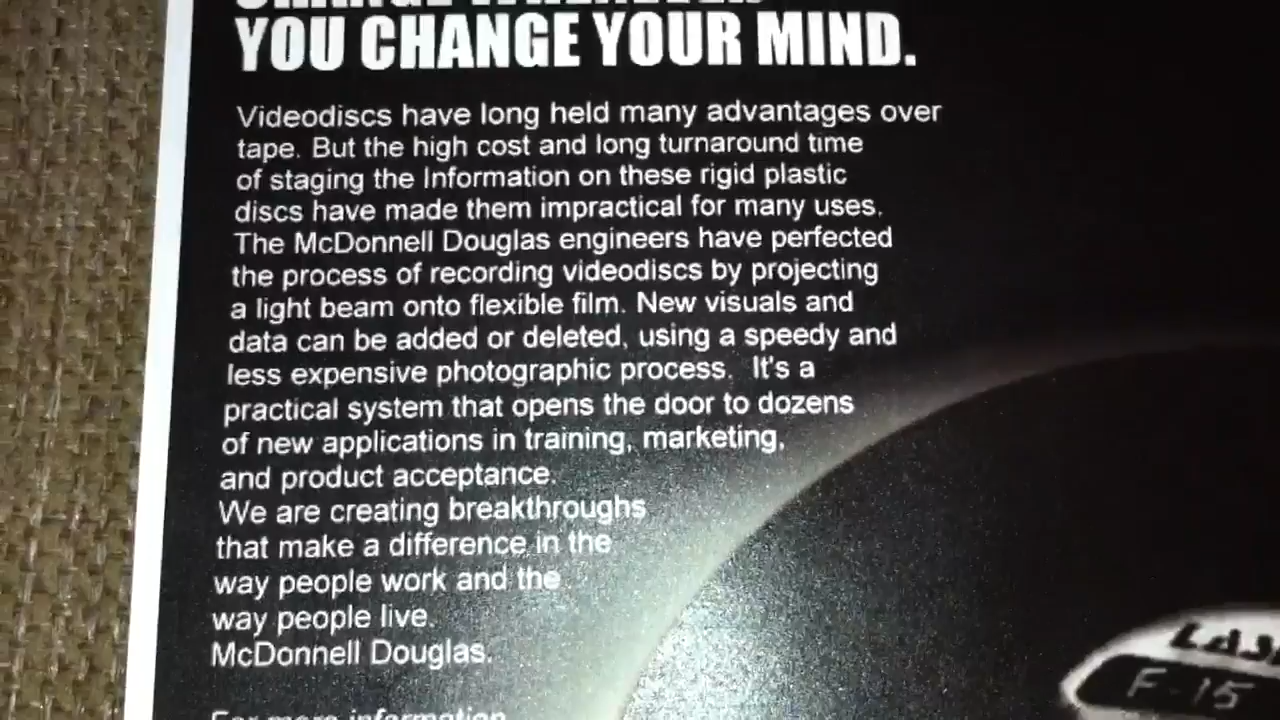 CHANGE WHENEVER
YOU CHANGE YOUR MIND.
Videodiscs have long held many advantages over
tape. But the high cost and long turnaround time
of staging the Information on these rigid plastic
discs have made them impractical for many uses.
The McDonnell Douglas engineers have perfected
the process of recording videodiscs by projecting
a light beam onto flexible film. New visuals and
data can be added or deleted, using a speedy and
less expensive photographic process. It's a
practical system that opens the door to dozens
of new applications in training, marketing,
and product acceptance.
We are creating breakthroughs
that make a difference in the
way people work and the
way people live.
McDonnell Douglas.
For more information
F-15